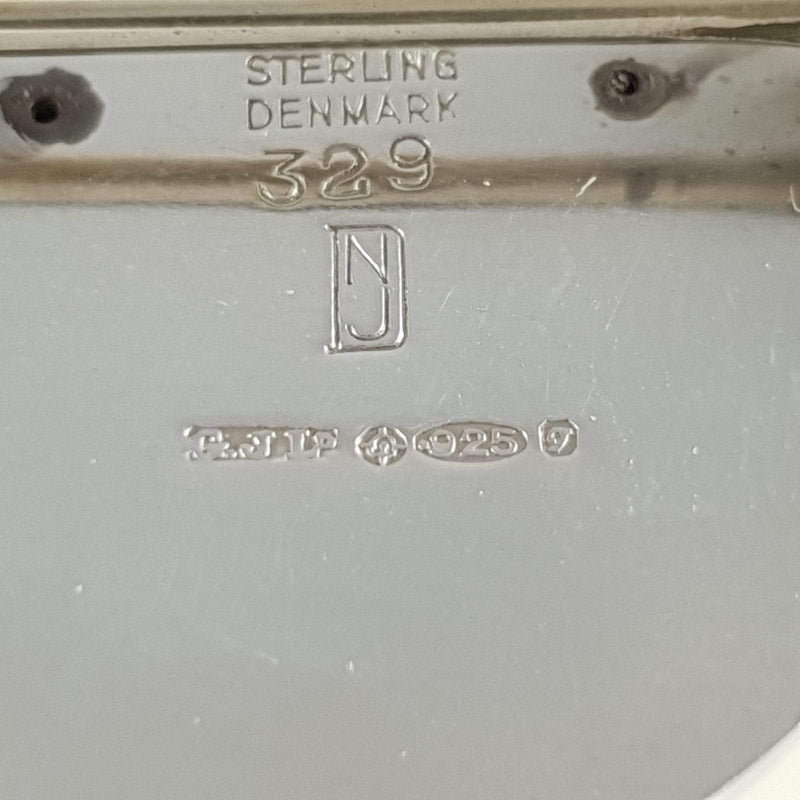 STERLING
DENMARK
329
NJ
.925